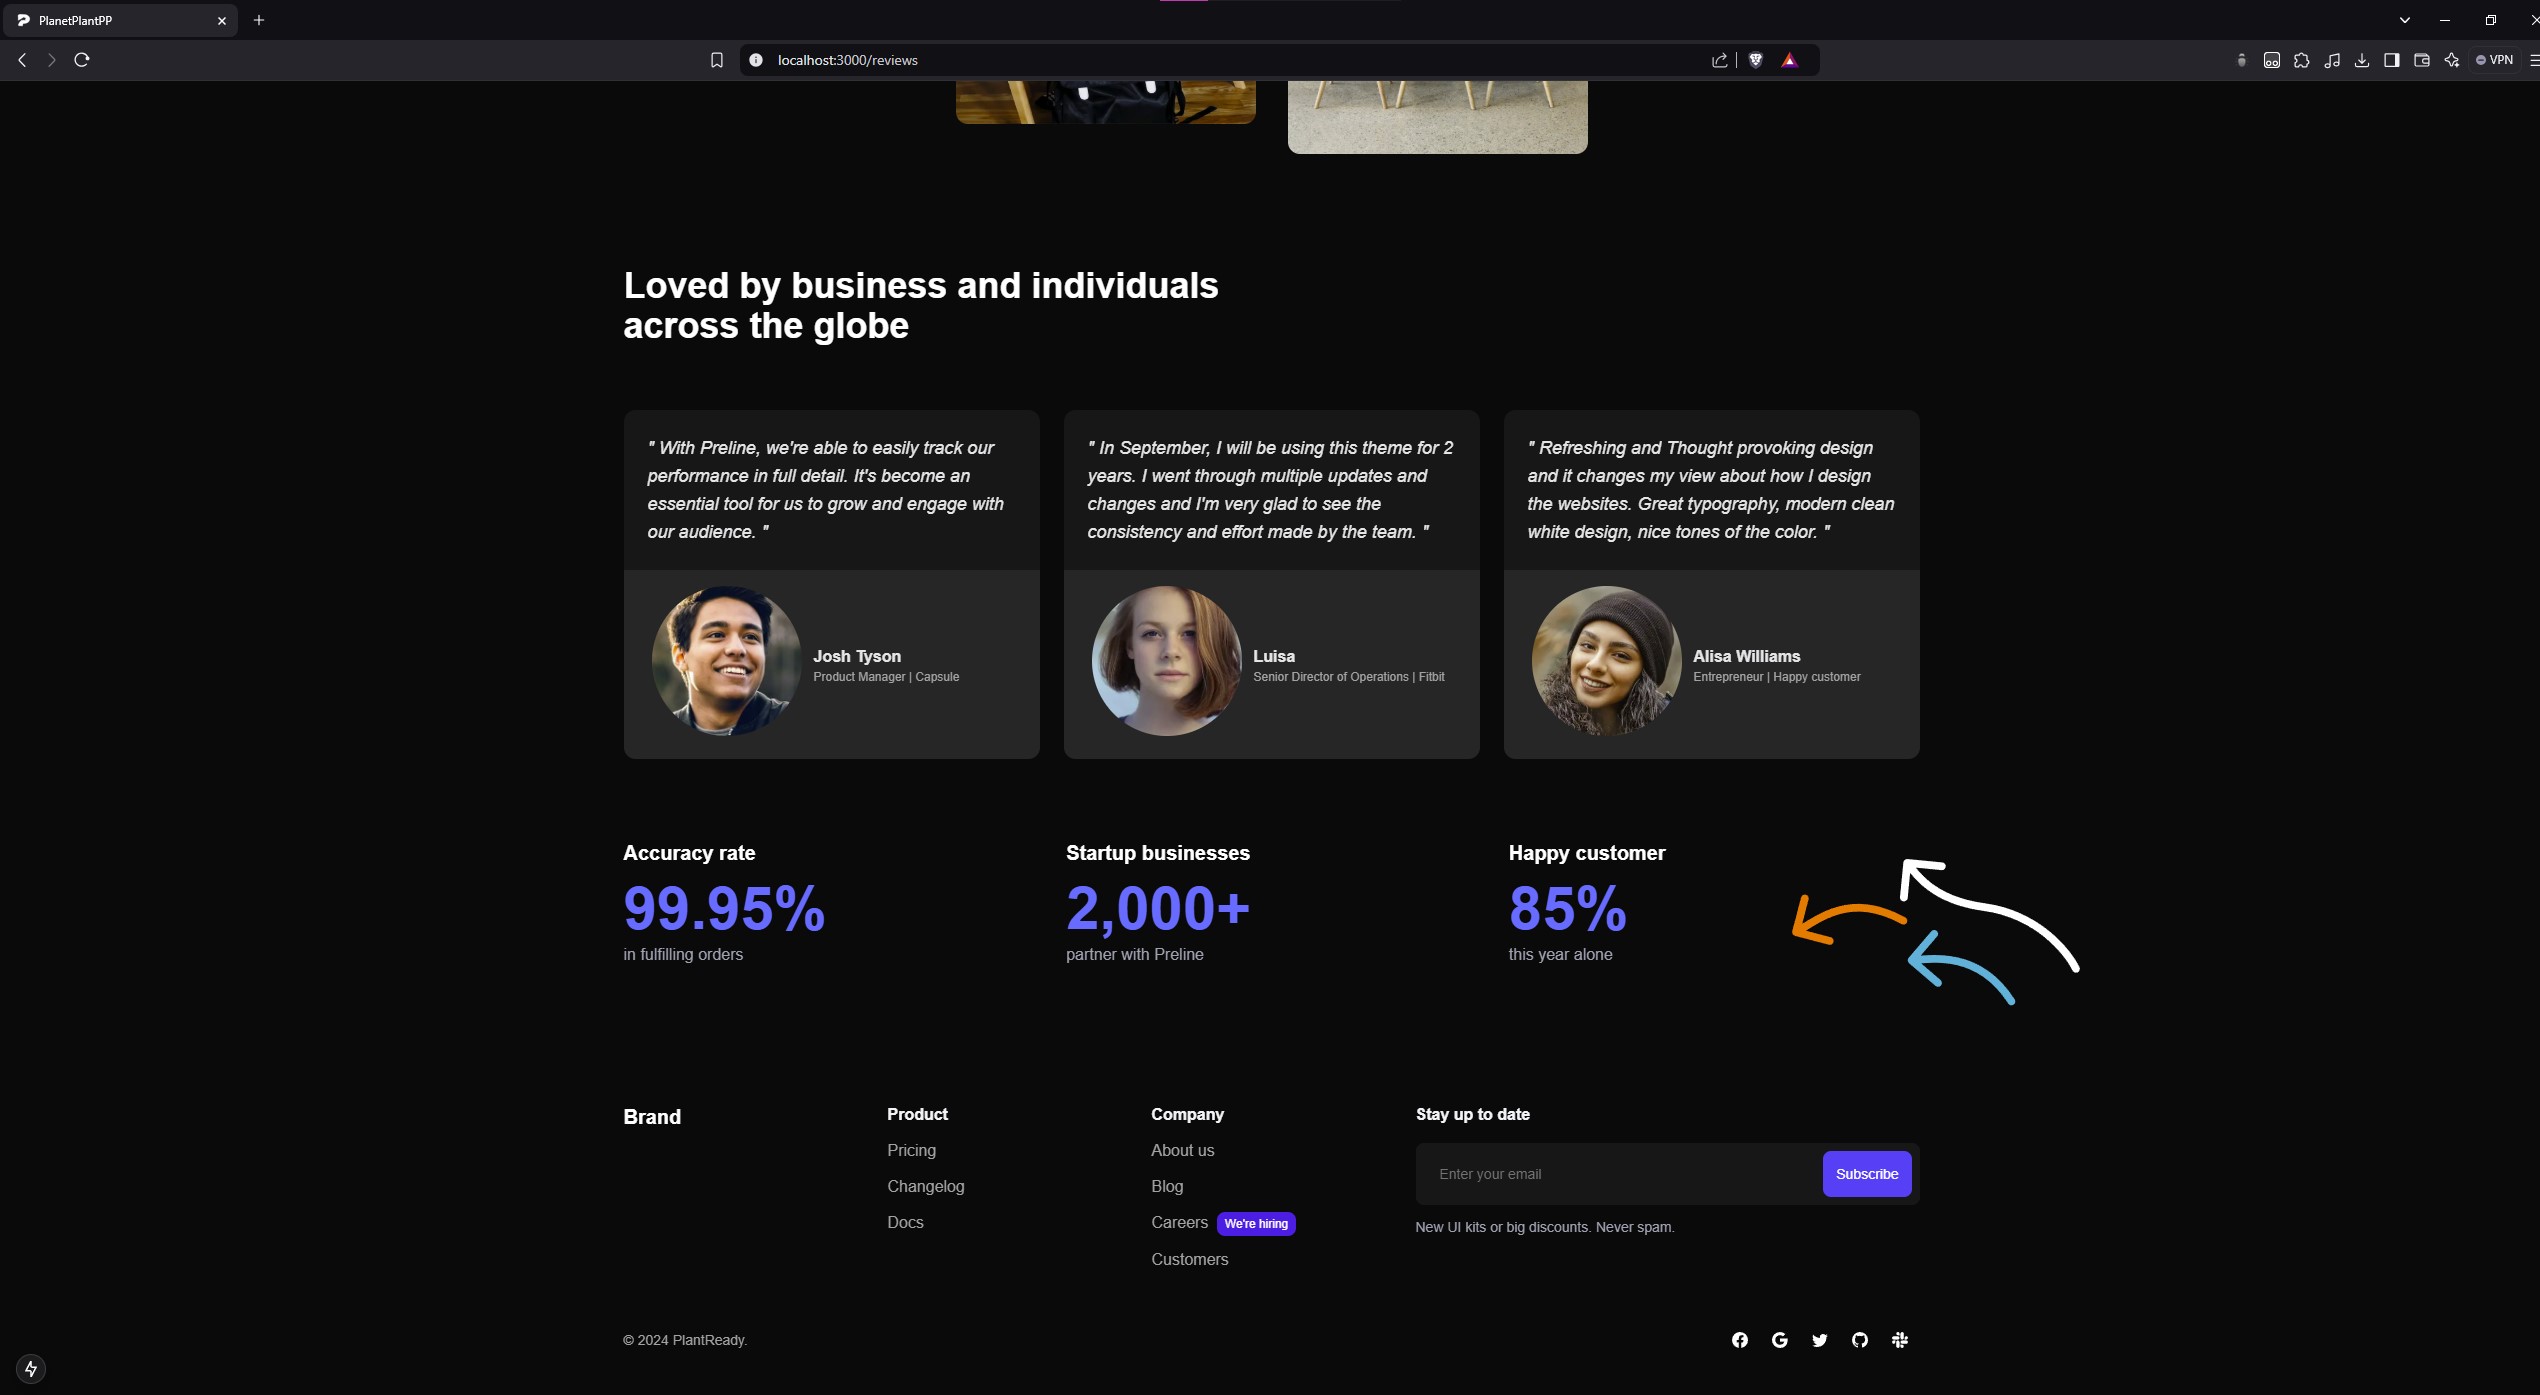 PlanetPlantPP
localhost:3000/reviews
VPN
Loved by business and individuals
across the globe
" With Preline, we're able to easily track our
performance in full detail. It's become an
essential tool for us to grow and engage with
our audience. "
Josh Tyson
Product Manager | Capsule
" In September, I will be using this theme for 2
years. I went through multiple updates and
changes and I'm very glad to see the
consistency and effort made by the team. "
Luisa
Senior Director of Operations | Fitbit
" Refreshing and Thought provoking design
and it changes my view about how I design
the websites. Great typography, modern clean
white design, nice tones of the color. "
Alisa Williams
Entrepreneur | Happy customer
Accuracy rate
99.95%
in fulfilling orders
Startup businesses
2,000+
partner with Preline
Happy customer
85%
this year alone
Brand
Product
Pricing
Changelog
Docs
Company
About us
Blog
Careers We're hiring
Customers
Stay up to date
Enter your email
Subscribe
New UI kits or big discounts. Never spam.
© 2024 PlantReady.